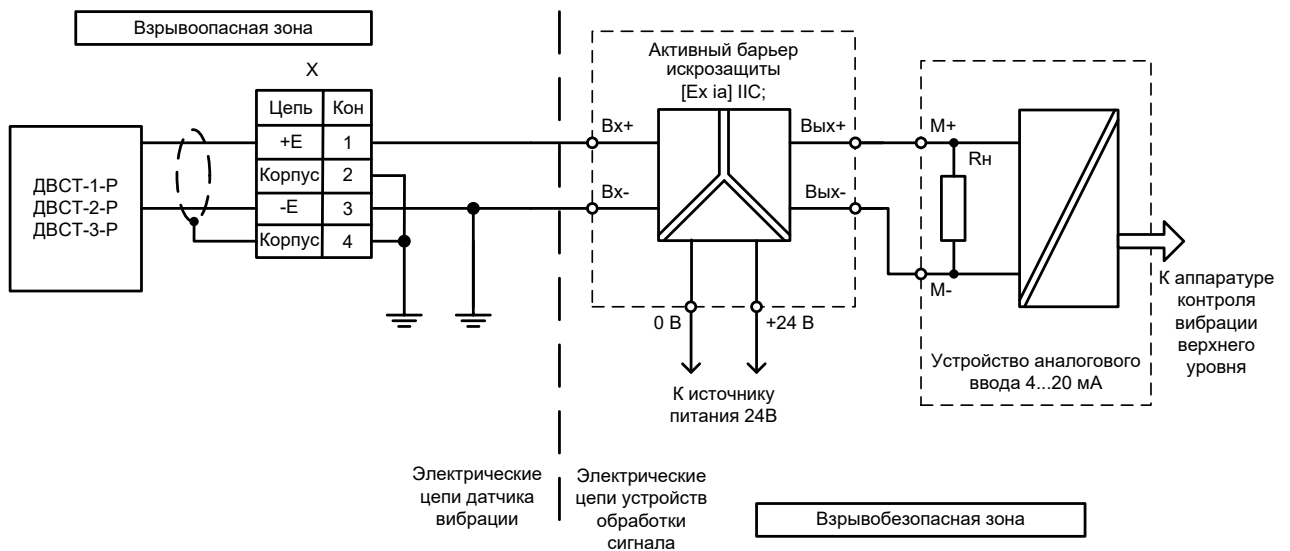 Взрывоопасная зона
Х
Цепь Кон
+Е 1
Корпус 2
-Е 3
Корпус 4
ДВСТ-1-Р
ДВСТ-2-Р
ДВСТ-3-Р
Активный барьер
искрозащиты
[Ex ia] IIC;
Вх+
Вх-
Вых+
Вых-
0 В
+24 В
К источнику
питания 24В
М+
Rн
М-
Устройство аналогового
ввода 4...20 мА
К аппаратуре
контроля
вибрации
верхнего
уровня
Электрические
цепи датчика
вибрации
Электрические
цепи устройств
обработки
сигнала
Взрывобезопасная зона